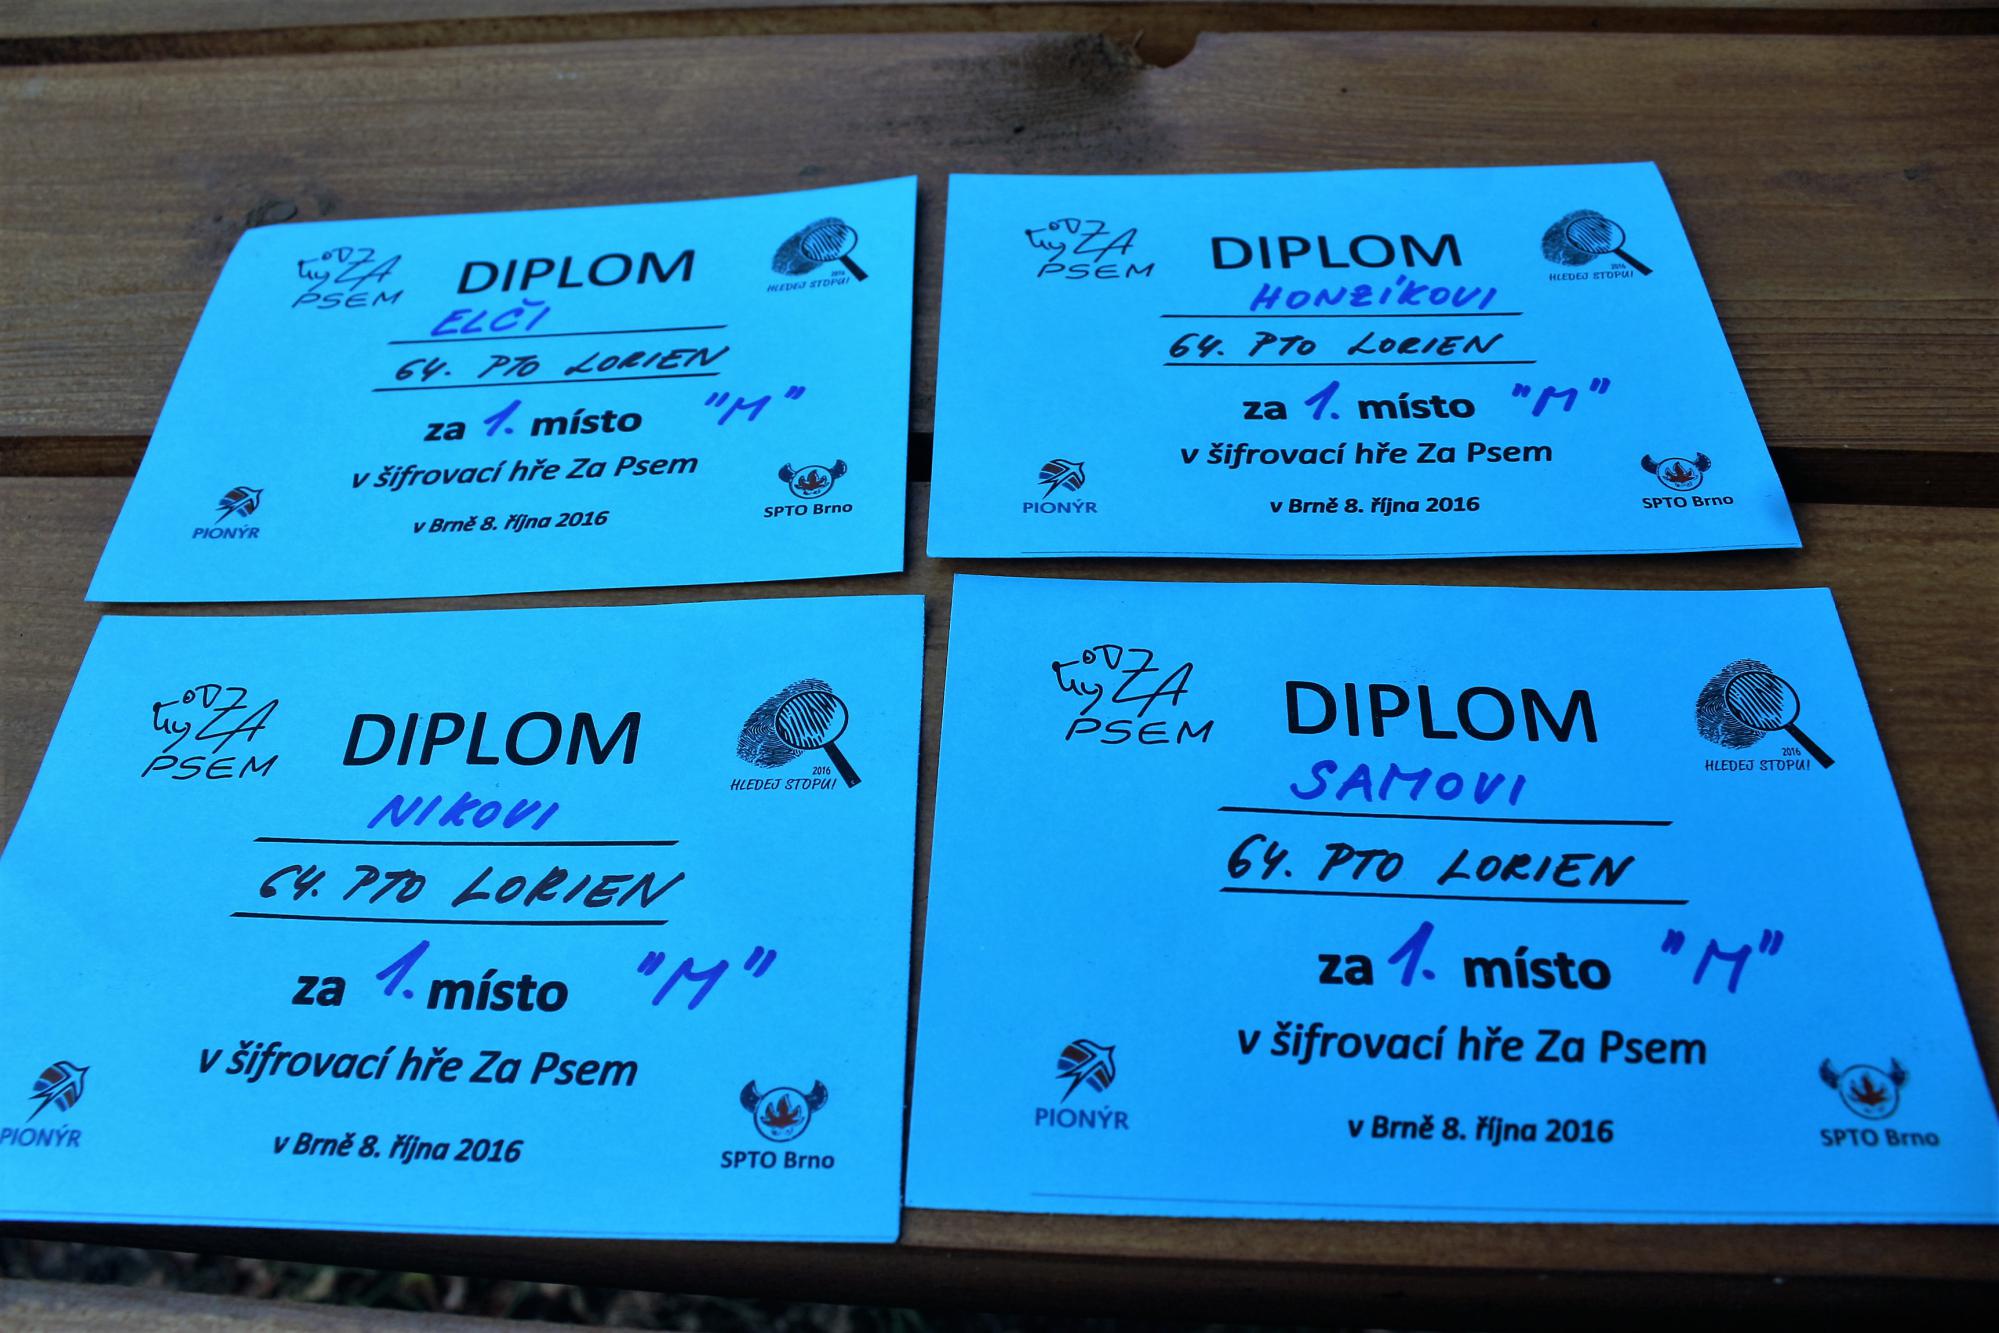 ZA
PSEM
DIPLOM
2016
HLEDEJ STOPU!
ELČI
64. PTO LORIEN
za 1. místo "M"
v šifrovací hře Za Psem
PIONÝR
v Brně 8. října 2016
SPTO Brno
ZA
PSEM
DIPLOM
2016
HLEDEJ STOPU!
HONZÍKOVI
64. PTO LORIEN
za 1. místo "M"
v šifrovací hře Za Psem
PIONÝR
v Brně 8. října 2016
SPTO Brno
ZA
PSEM
DIPLOM
2016
HLEDEJ STOPU!
NIKOVI
64. PTO LORIEN
za 1. místo "M"
v šifrovací hře Za Psem
PIONÝR
v Brně 8. října 2016
SPTO Brno
ZA
PSEM
DIPLOM
2016
HLEDEJ STOPU!
SAMOVI
64. PTO LORIEN
za 1. místo "M"
v šifrovací hře Za Psem
PIONÝR
v Brně 8. října 2016
SPTO Brno